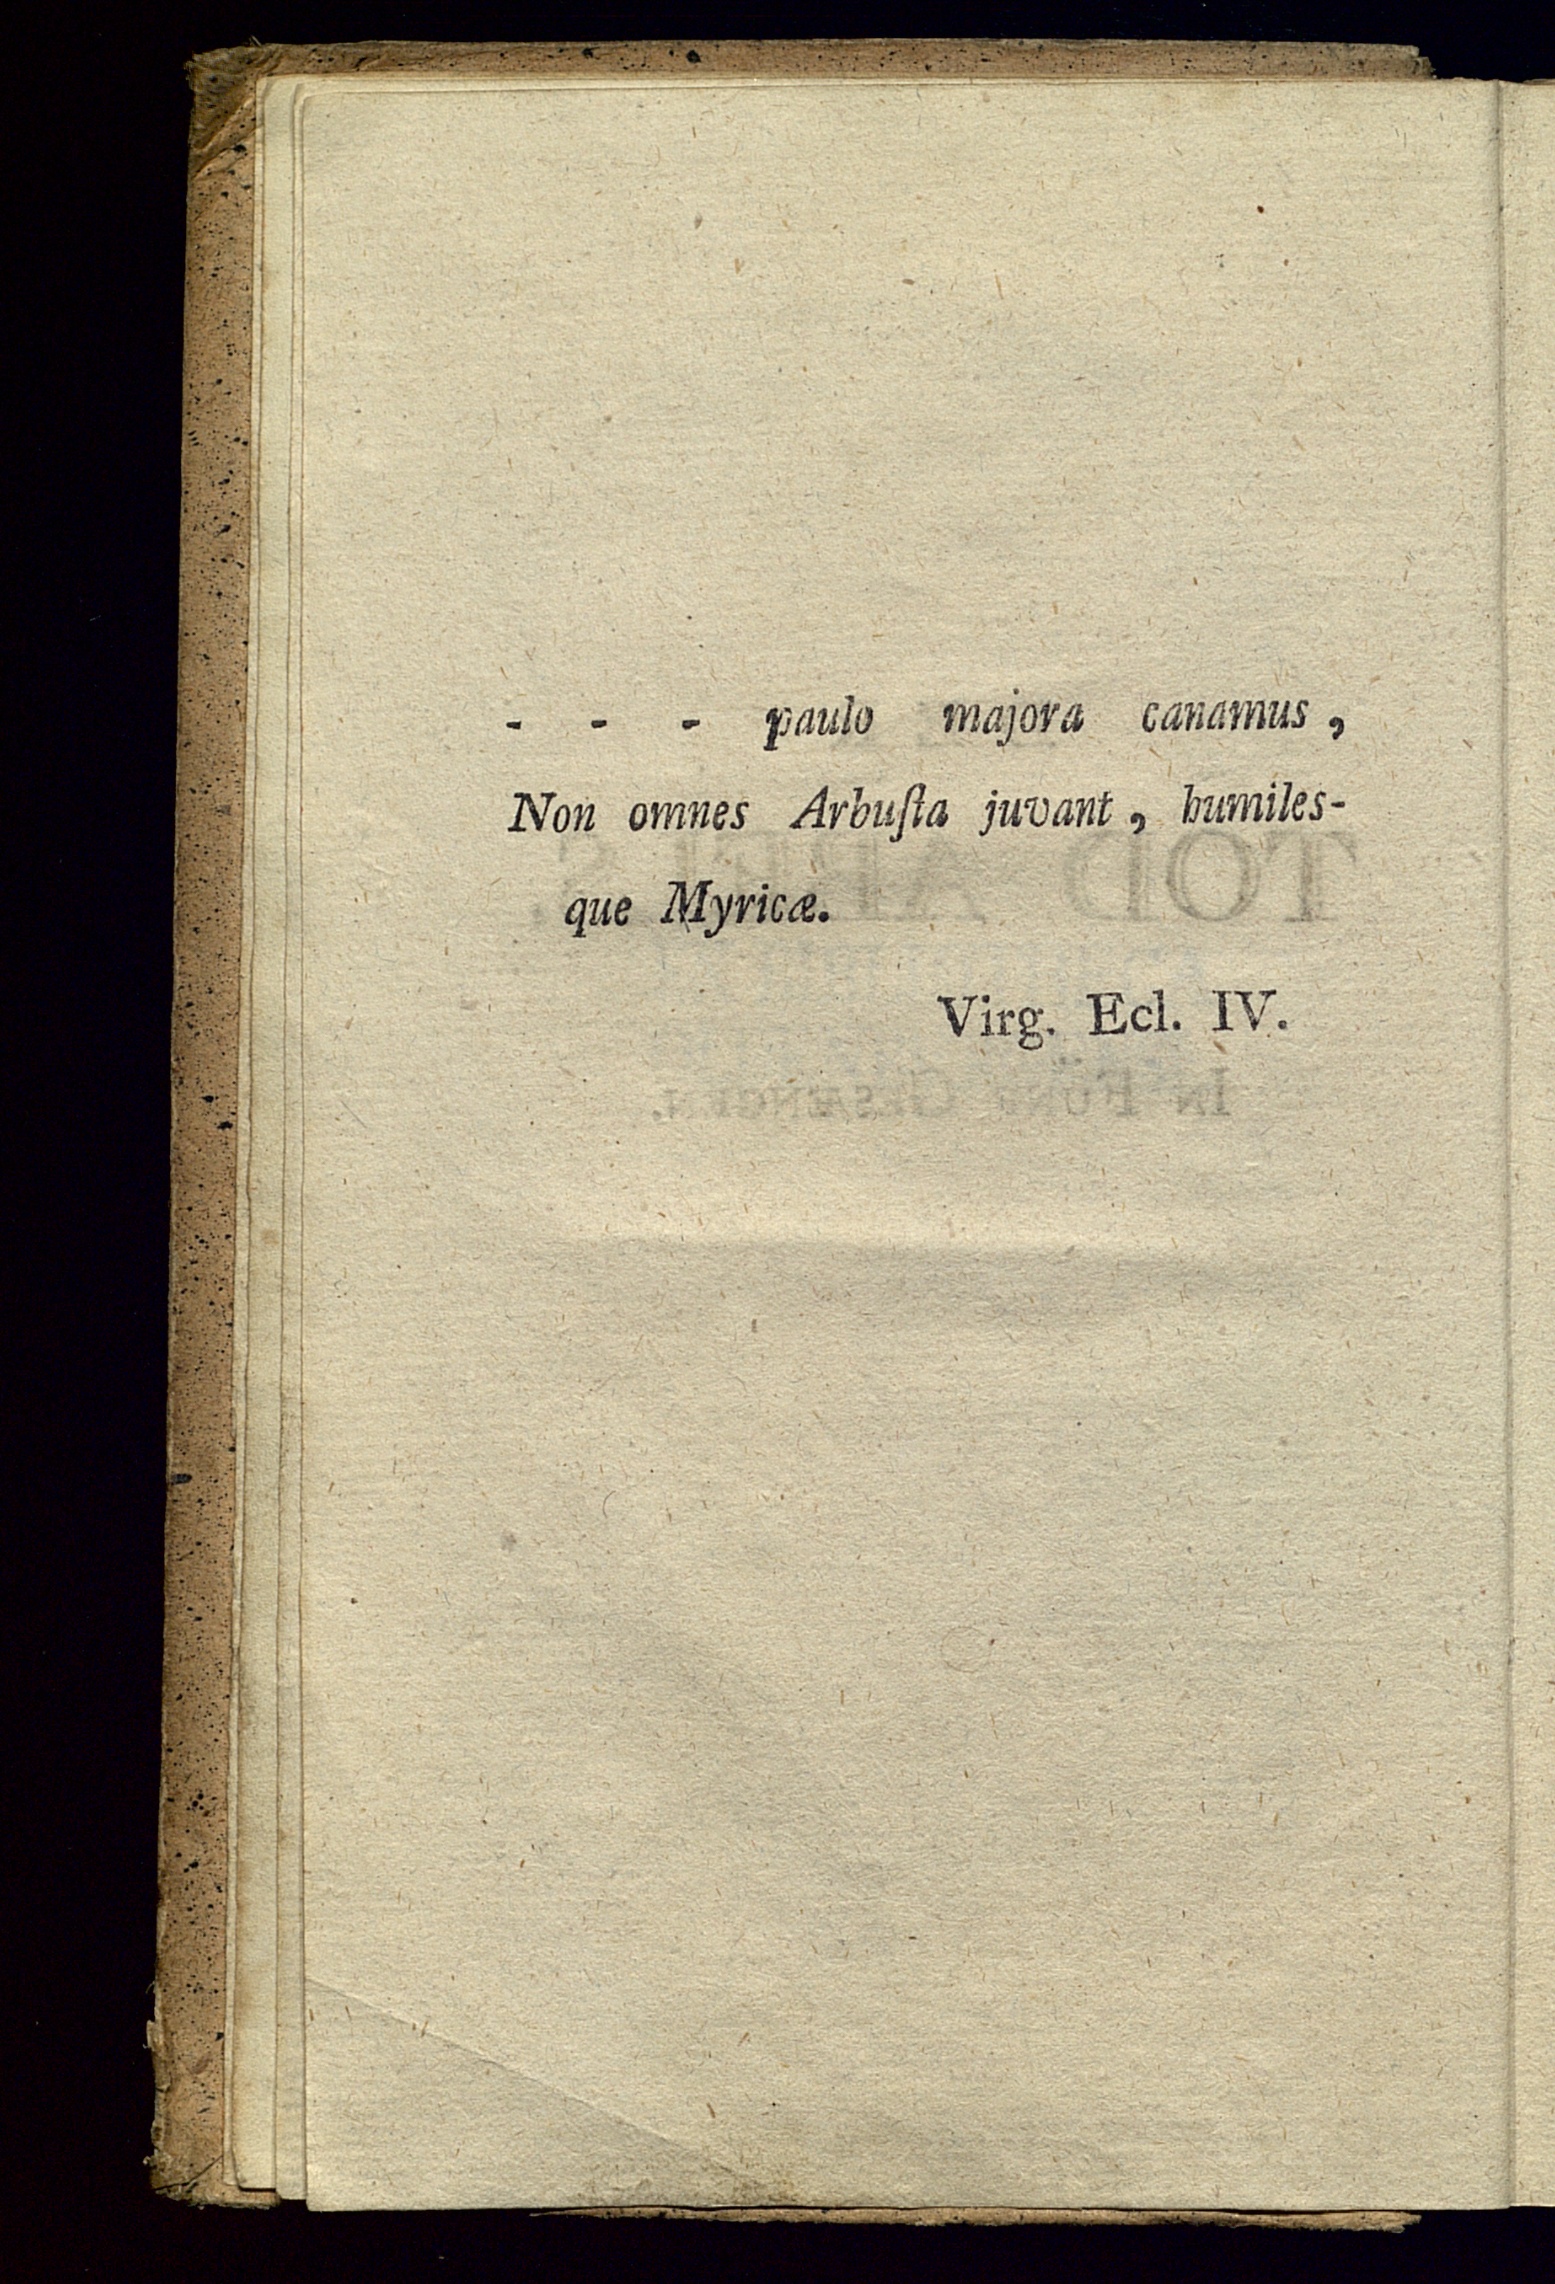 - - - paulo majora canamus,
Non omnes Arbuſta juvant, humiles-
que Myricæ.
Virg. Ecl. IV.